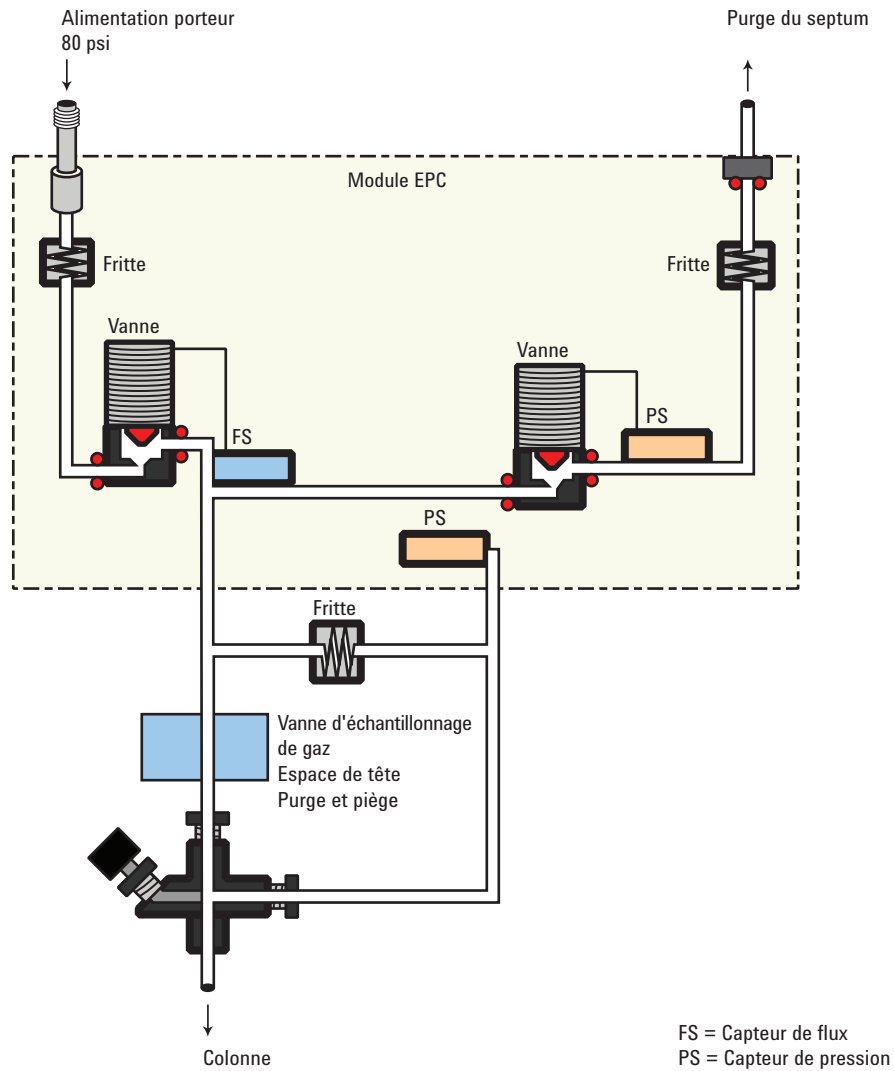 Alimentation porteur
80 psi
Purge du septum
Module EPC
Fritte
Fritte
Vanne
Vanne
FS
PS
PS
Fritte
Vanne d'échantillonnage
de gaz
Espace de tête
Purge et piège
Colonne
FS = Capteur de flux
PS = Capteur de pression